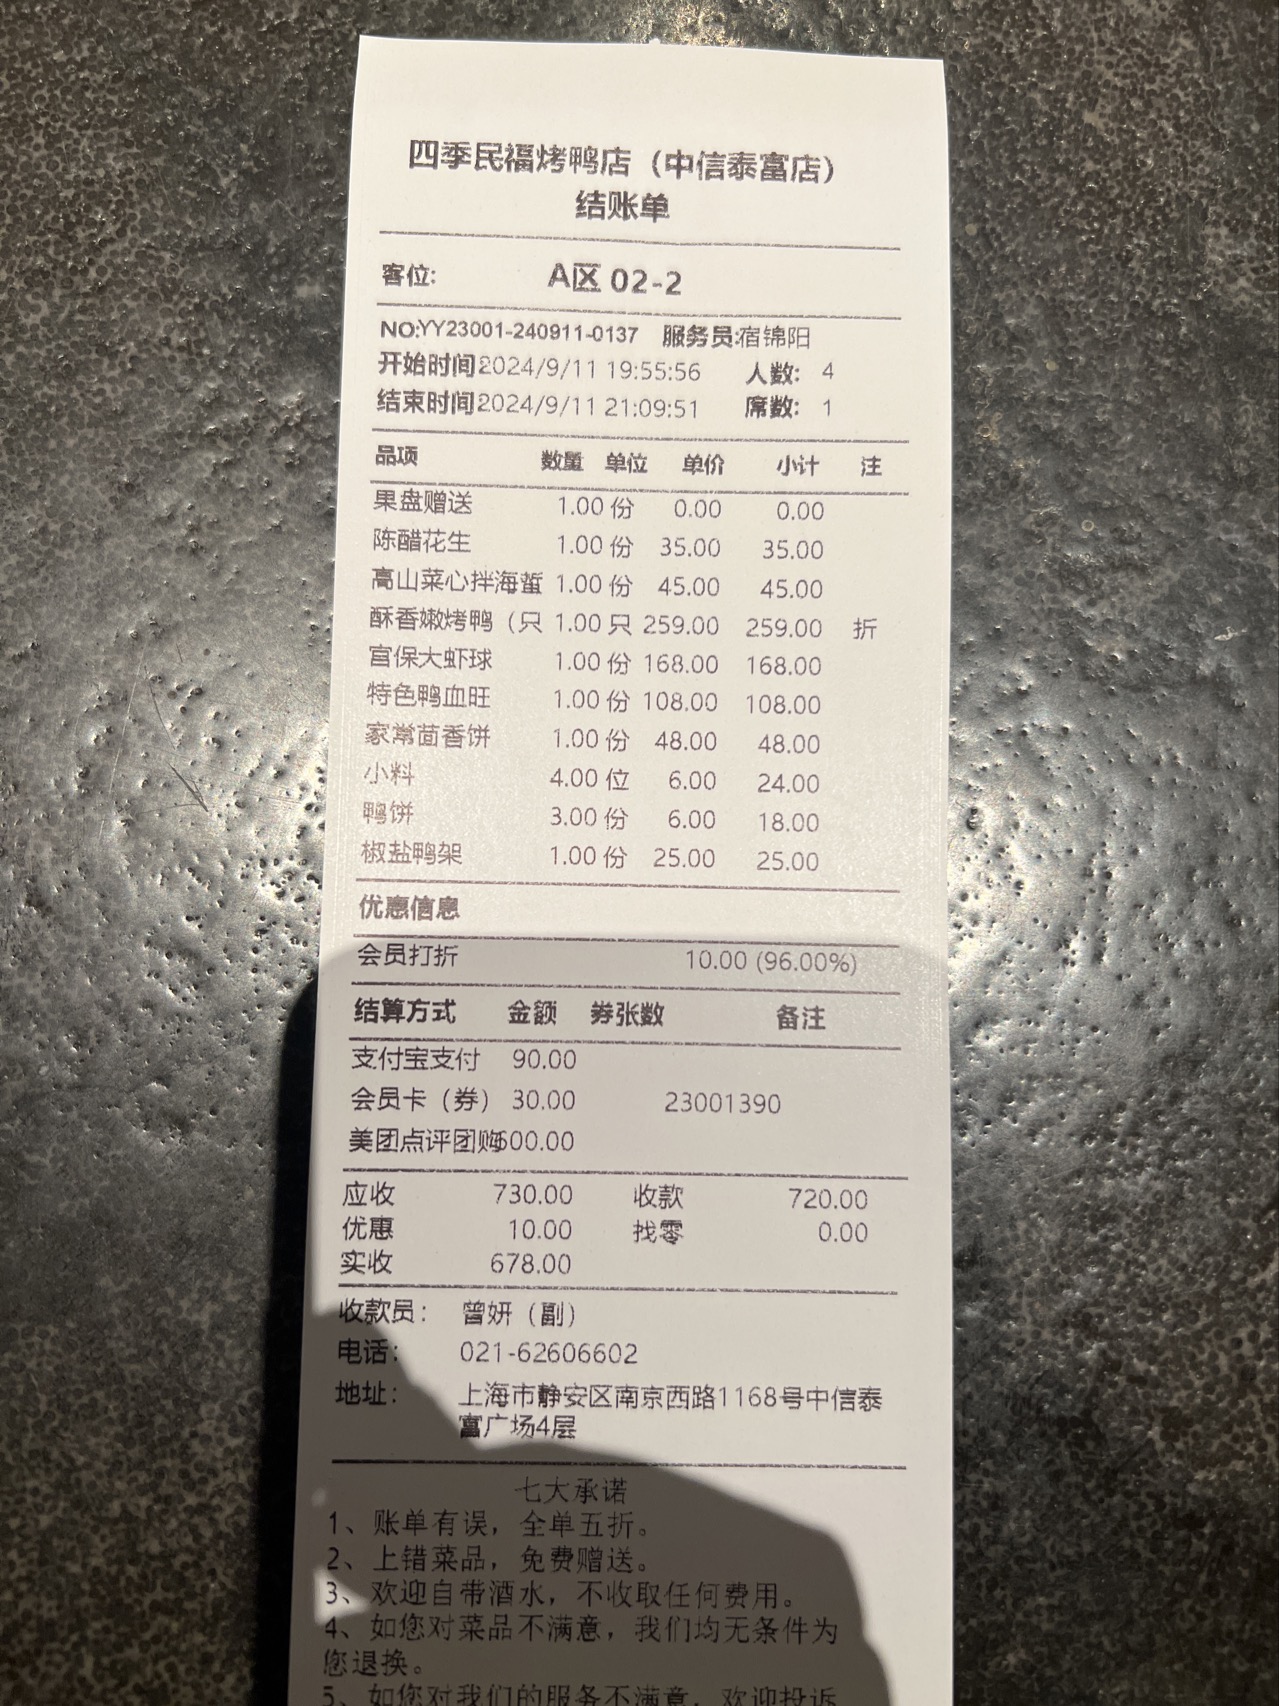 四季民福烤鸭店（中信泰富店）
结账单
客位: A区 02-2
NO:YY23001-240911-0137 服务员:宿锦阳
开始时间2024/9/11 19:55:56 人数: 4
结束时间2024/9/11 21:09:51 席数: 1
品项 数量 单位 单价 小计 注
果盘赠送 1.00 份 0.00 0.00
陈醋花生 1.00 份 35.00 35.00
高山菜心拌海蜇 1.00 份 45.00 45.00
酥香嫩烤鸭（只 1.00 只 259.00 259.00 折
宫保大虾球 1.00 份 168.00 168.00
特色鸭血旺 1.00 份 108.00 108.00
家常茴香饼 1.00 份 48.00 48.00
小料 4.00 位 6.00 24.00
鸭饼 3.00 份 6.00 18.00
椒盐鸭架 1.00 份 25.00 25.00
优惠信息
会员打折 10.00 (96.00%)
结算方式 金额 券张数 备注
支付宝支付 90.00
会员卡（券） 30.00 23001390
美团点评团购600.00
应收 730.00 收款 720.00
优惠 10.00 找零 0.00
实收 678.00
收款员: 曾妍（副）
电话: 021-62606602
地址: 上海市静安区南京西路1168号中信泰
富广场4层
七大承诺
1、账单有误，全单五折。
2、上错菜品，免费赠送。
3、欢迎自带酒水，不收取任何费用。
4、如您对菜品不满意，我们均无条件为
您退换。
5、如您对我们的服务不满意，欢迎投诉